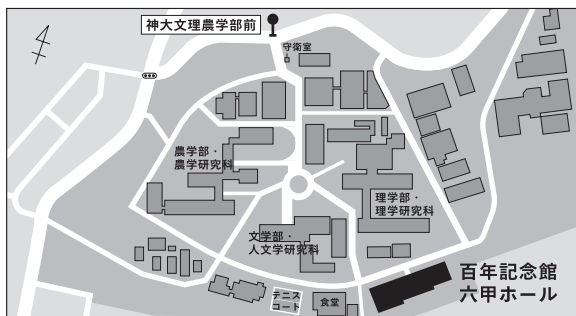 神大文理農学部前
守衛室
農学部・
農学研究科
理学部・
理学研究科
文学部・
人文学研究科
百年記念館
六甲ホール
テニス
コート
食堂